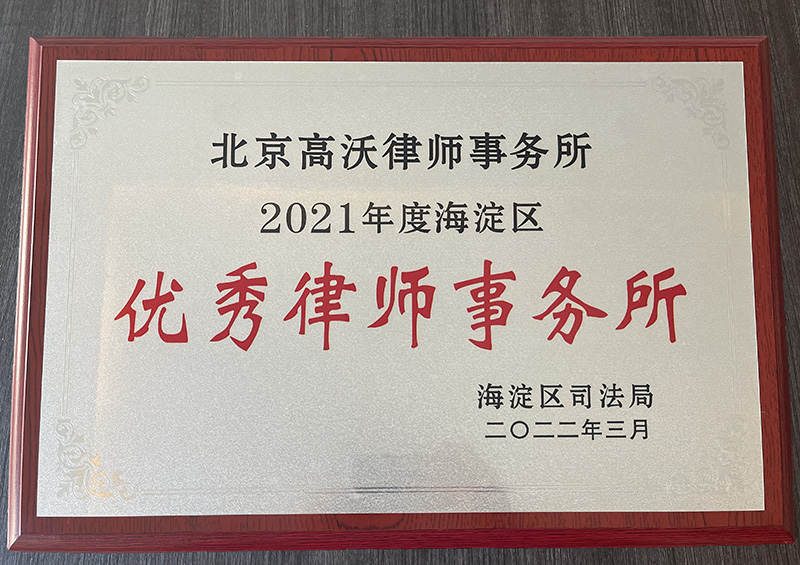 北京高沃律师事务所
2021年度海淀区
优秀律师事务所
海淀区司法局
二〇二二年三月